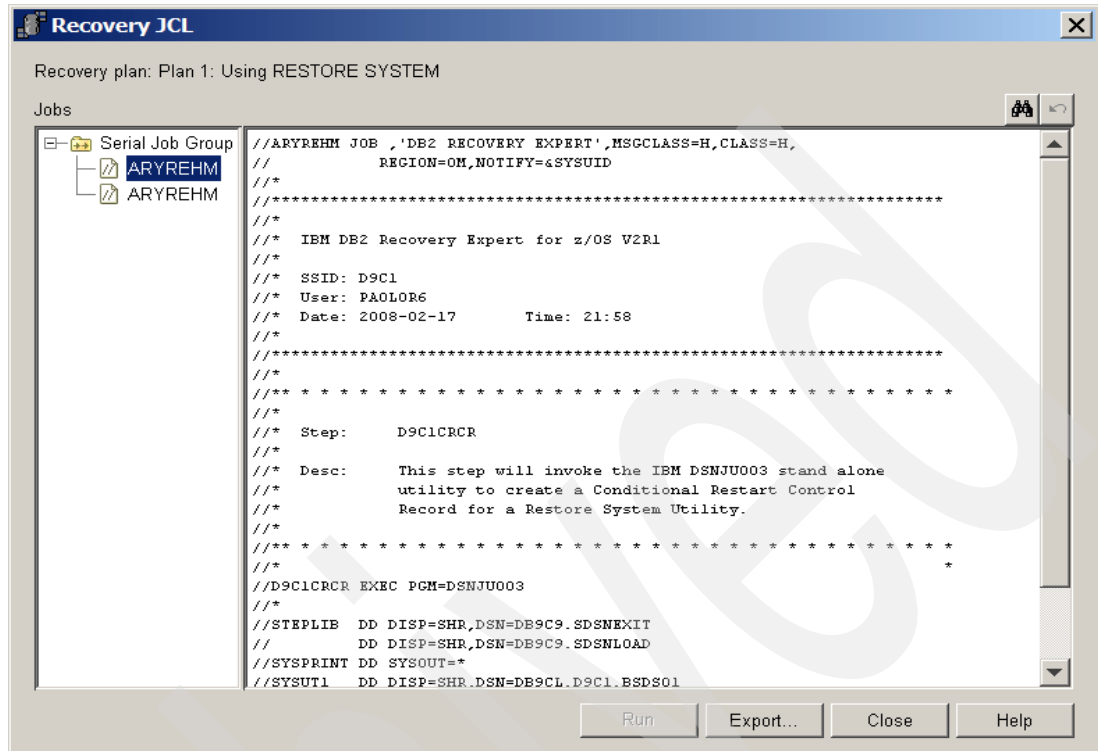 Recovery JCL
Recovery plan: Plan 1: Using RESTORE SYSTEM
Jobs
Serial Job Group
ARYREHM
ARYREHM
//ARYREHM JOB ,'DB2 RECOVERY EXPERT',MSGCLASS=H,CLASS=H,
//           REGION=0M,NOTIFY=&SYSUID
//*
//*********************************************************************
//*
//*  IBM DB2 Recovery Expert for z/OS V2R1
//*
//*  SSID: D9C1
//*  User: PAOLOR6
//*  Date: 2008-02-17       Time: 21:58
//*
//*********************************************************************
//*
//** * * * * * * * * * * * * * * * * * * * * * * * * * * * * * * * * * *
//*
//*  Step:     D9C1CRCR
//*
//*  Desc:     This step will invoke the IBM DSNJU003 stand alone
//*            utility to create a Conditional Restart Control
//*            Record for a Restore System Utility.
//*
//** * * * * * * * * * * * * * * * * * * * * * * * * * * * * * * * * * *
//*                                                                     *
//D9C1CRCR EXEC PGM=DSNJU003
//*
//STEPLIB  DD DISP=SHR,DSN=DB9C9.SDSNEXIT
//         DD DISP=SHR,DSN=DB9C9.SDSNLOAD
//SYSPRINT DD SYSOUT=*
//SYSUT1   DD DISP=SHR,DSN=DB9CL.D9C1.BSDS01
Run Export... Close Help